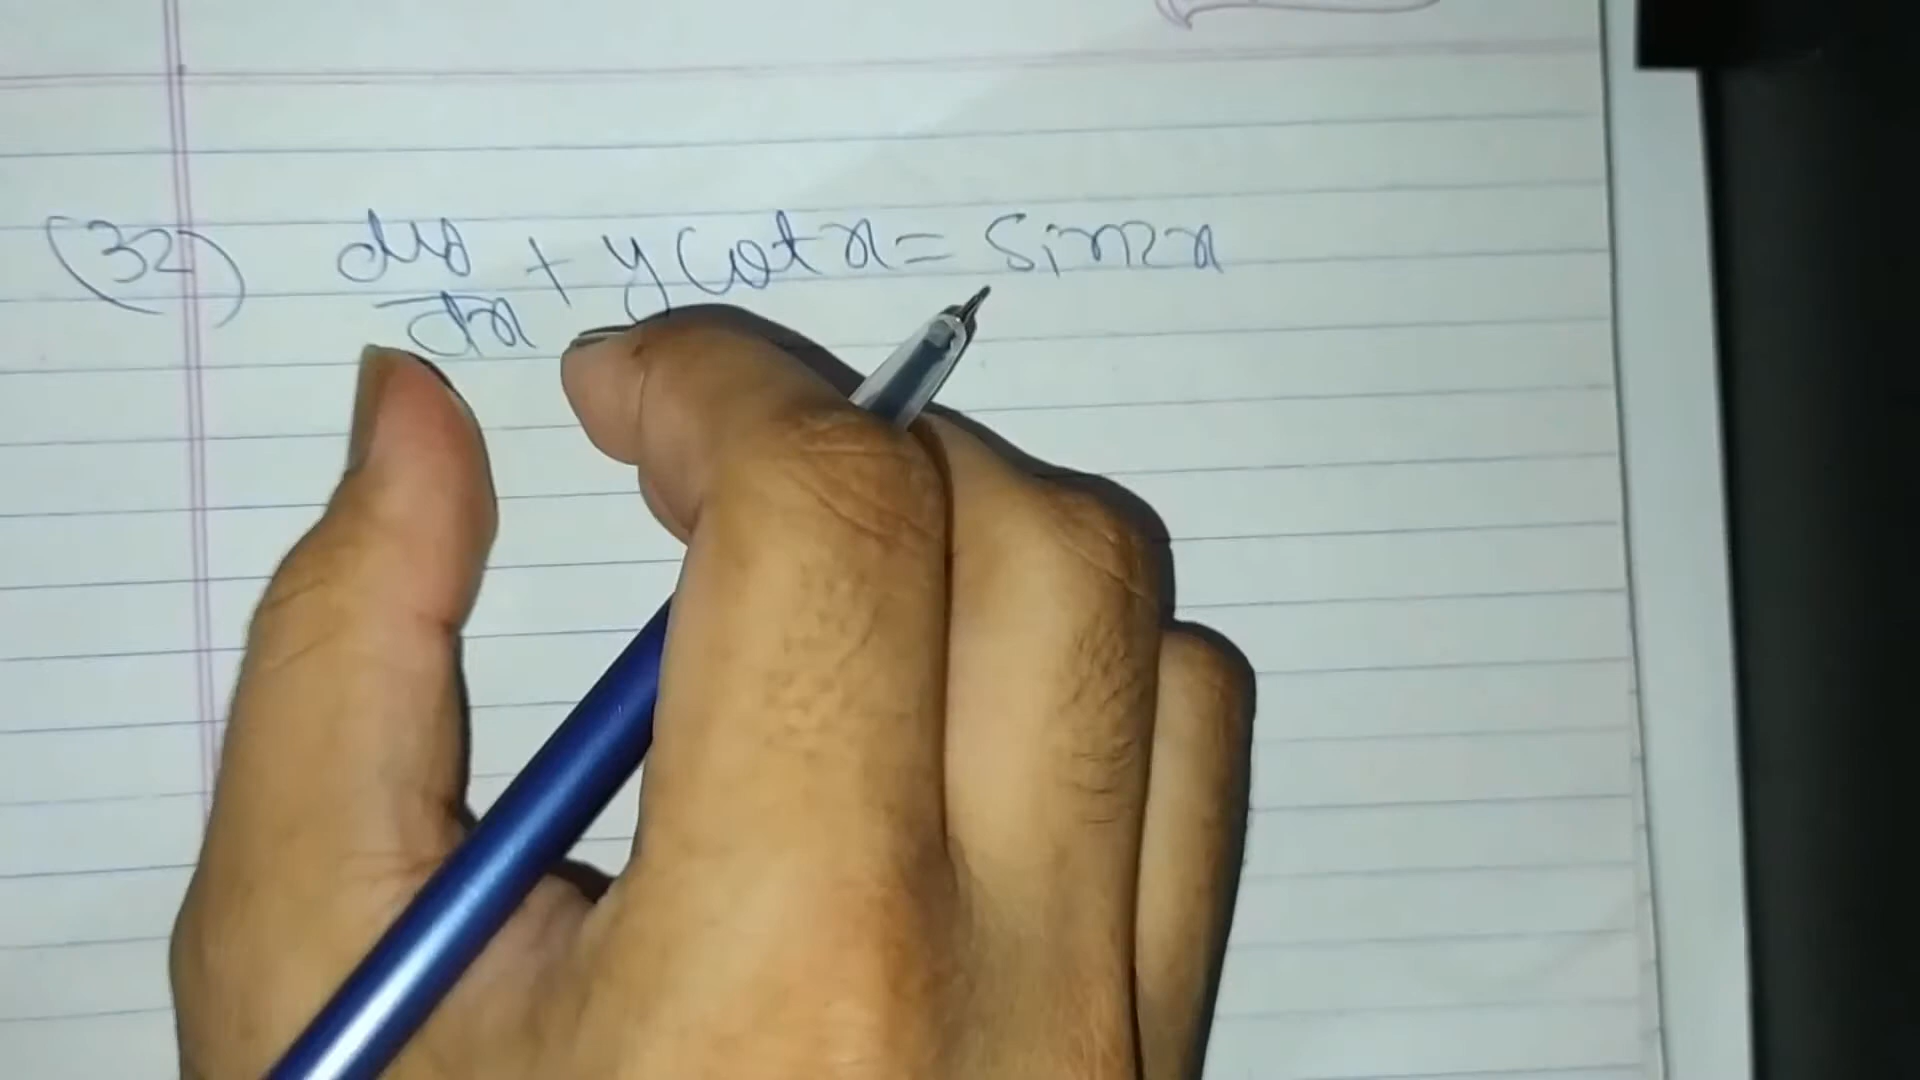 (32) dy/dx + y cot x = sin2x